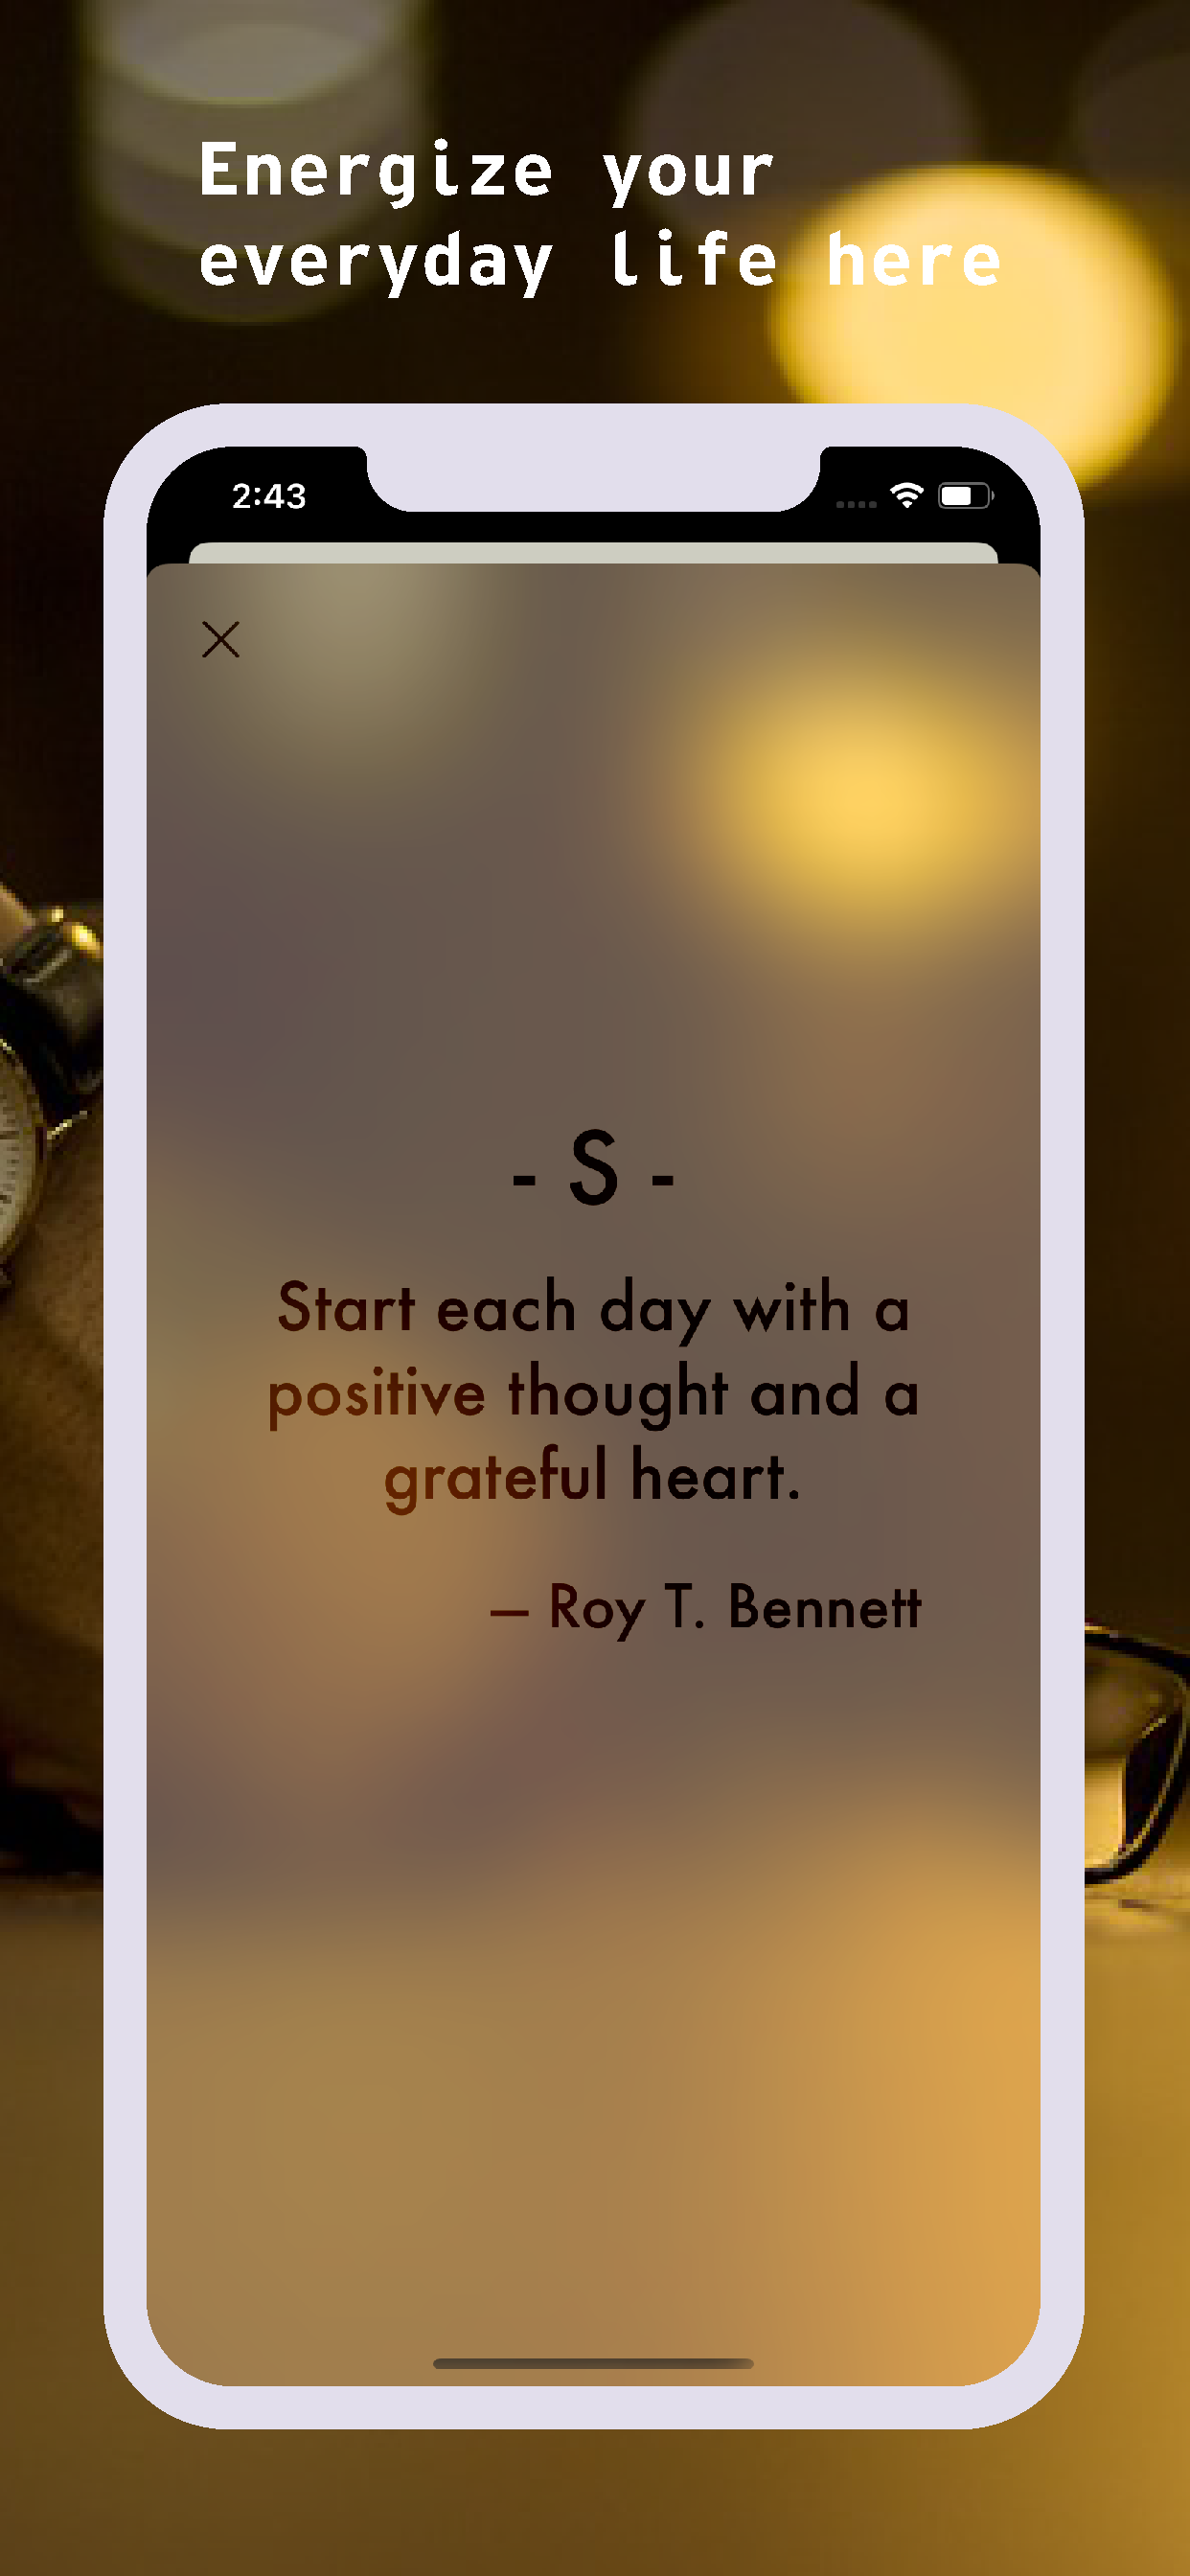 Energize your
everyday life here
2:43
- S -
Start each day with a
positive thought and a
grateful heart.
— Roy T. Bennett